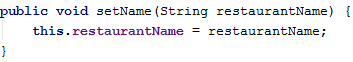 public void setName(String restaurantName) {
    this.restaurantName = restaurantName;
}